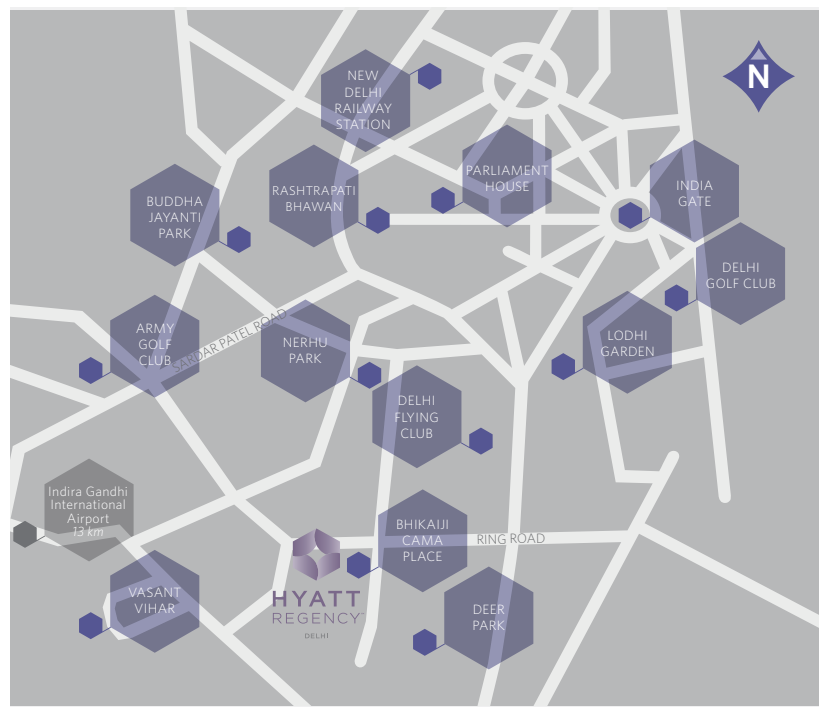 N
NEW
DELHI
RAILWAY
STATION
PARLIAMENT
HOUSE
INDIA
GATE
RASHTRAPATI
BHAWAN
BUDDHA
JAYANTI
PARK
DELHI
GOLF CLUB
ARMY
GOLF
CLUB
SARDAR PATEL ROAD
NERHU
PARK
LODHI
GARDEN
DELHI
FLYING
CLUB
Indira Gandhi
International
Airport
13 km
BHIKAIJI
CAMA
PLACE
RING ROAD
VASANT
VIHAR
HYATT
REGENCY™
DELHI
DEER
PARK